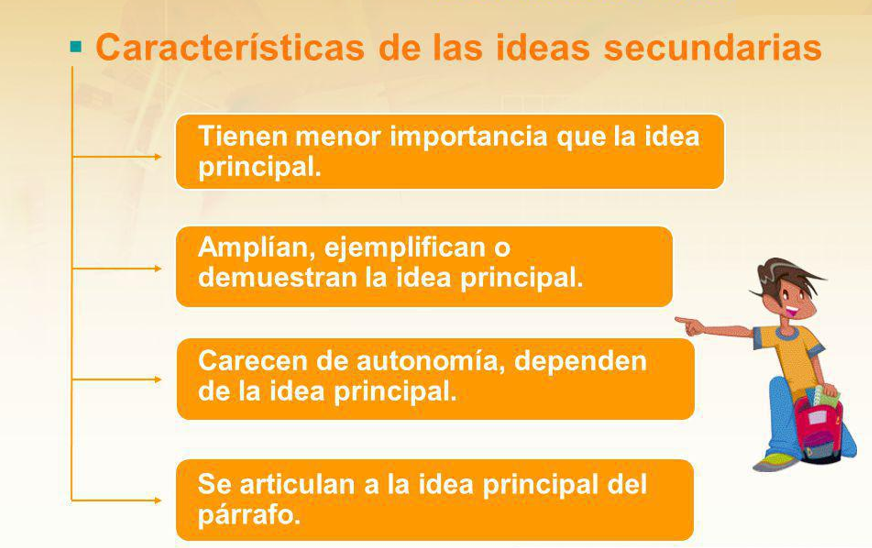 Características de las ideas secundarias
Tienen menor importancia que la idea
principal.
Amplían, ejemplifican o
demuestran la idea principal.
Carecen de autonomía, dependen
de la idea principal.
Se articulan a la idea principal del
párrafo.